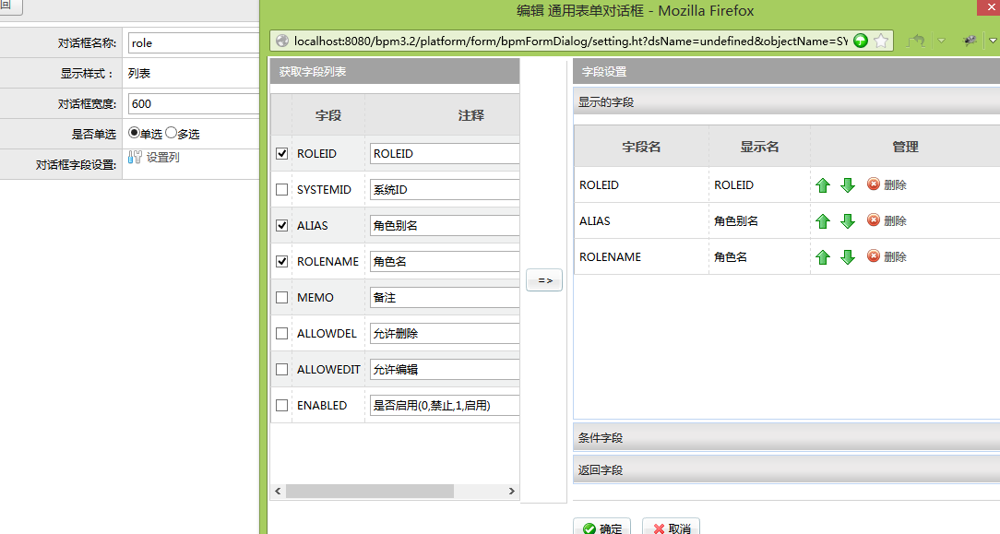 回
对话框名称: role
显示样式： 列表
对话框宽度: 600
是否单选 单选 多选
对话框字段设置: 设置列
编辑 通用表单对话框 - Mozilla Firefox
localhost:8080/bpm3.2/platform/form/bpmFormDialog/setting.ht?dsName=undefined&objectName=SY
获取字段列表
字段 注释
ROLEID ROLEID
SYSTEMID 系统ID
ALIAS 角色别名
ROLENAME 角色名
MEMO 备注
ALLOWDEL 允许删除
ALLOWEDIT 允许编辑
ENABLED 是否启用(0,禁止,1,启用)
=>
字段设置
显示的字段
字段名 显示名 管理
ROLEID ROLEID 删除
ALIAS 角色别名 删除
ROLENAME 角色名 删除
条件字段
返回字段
确定 取消